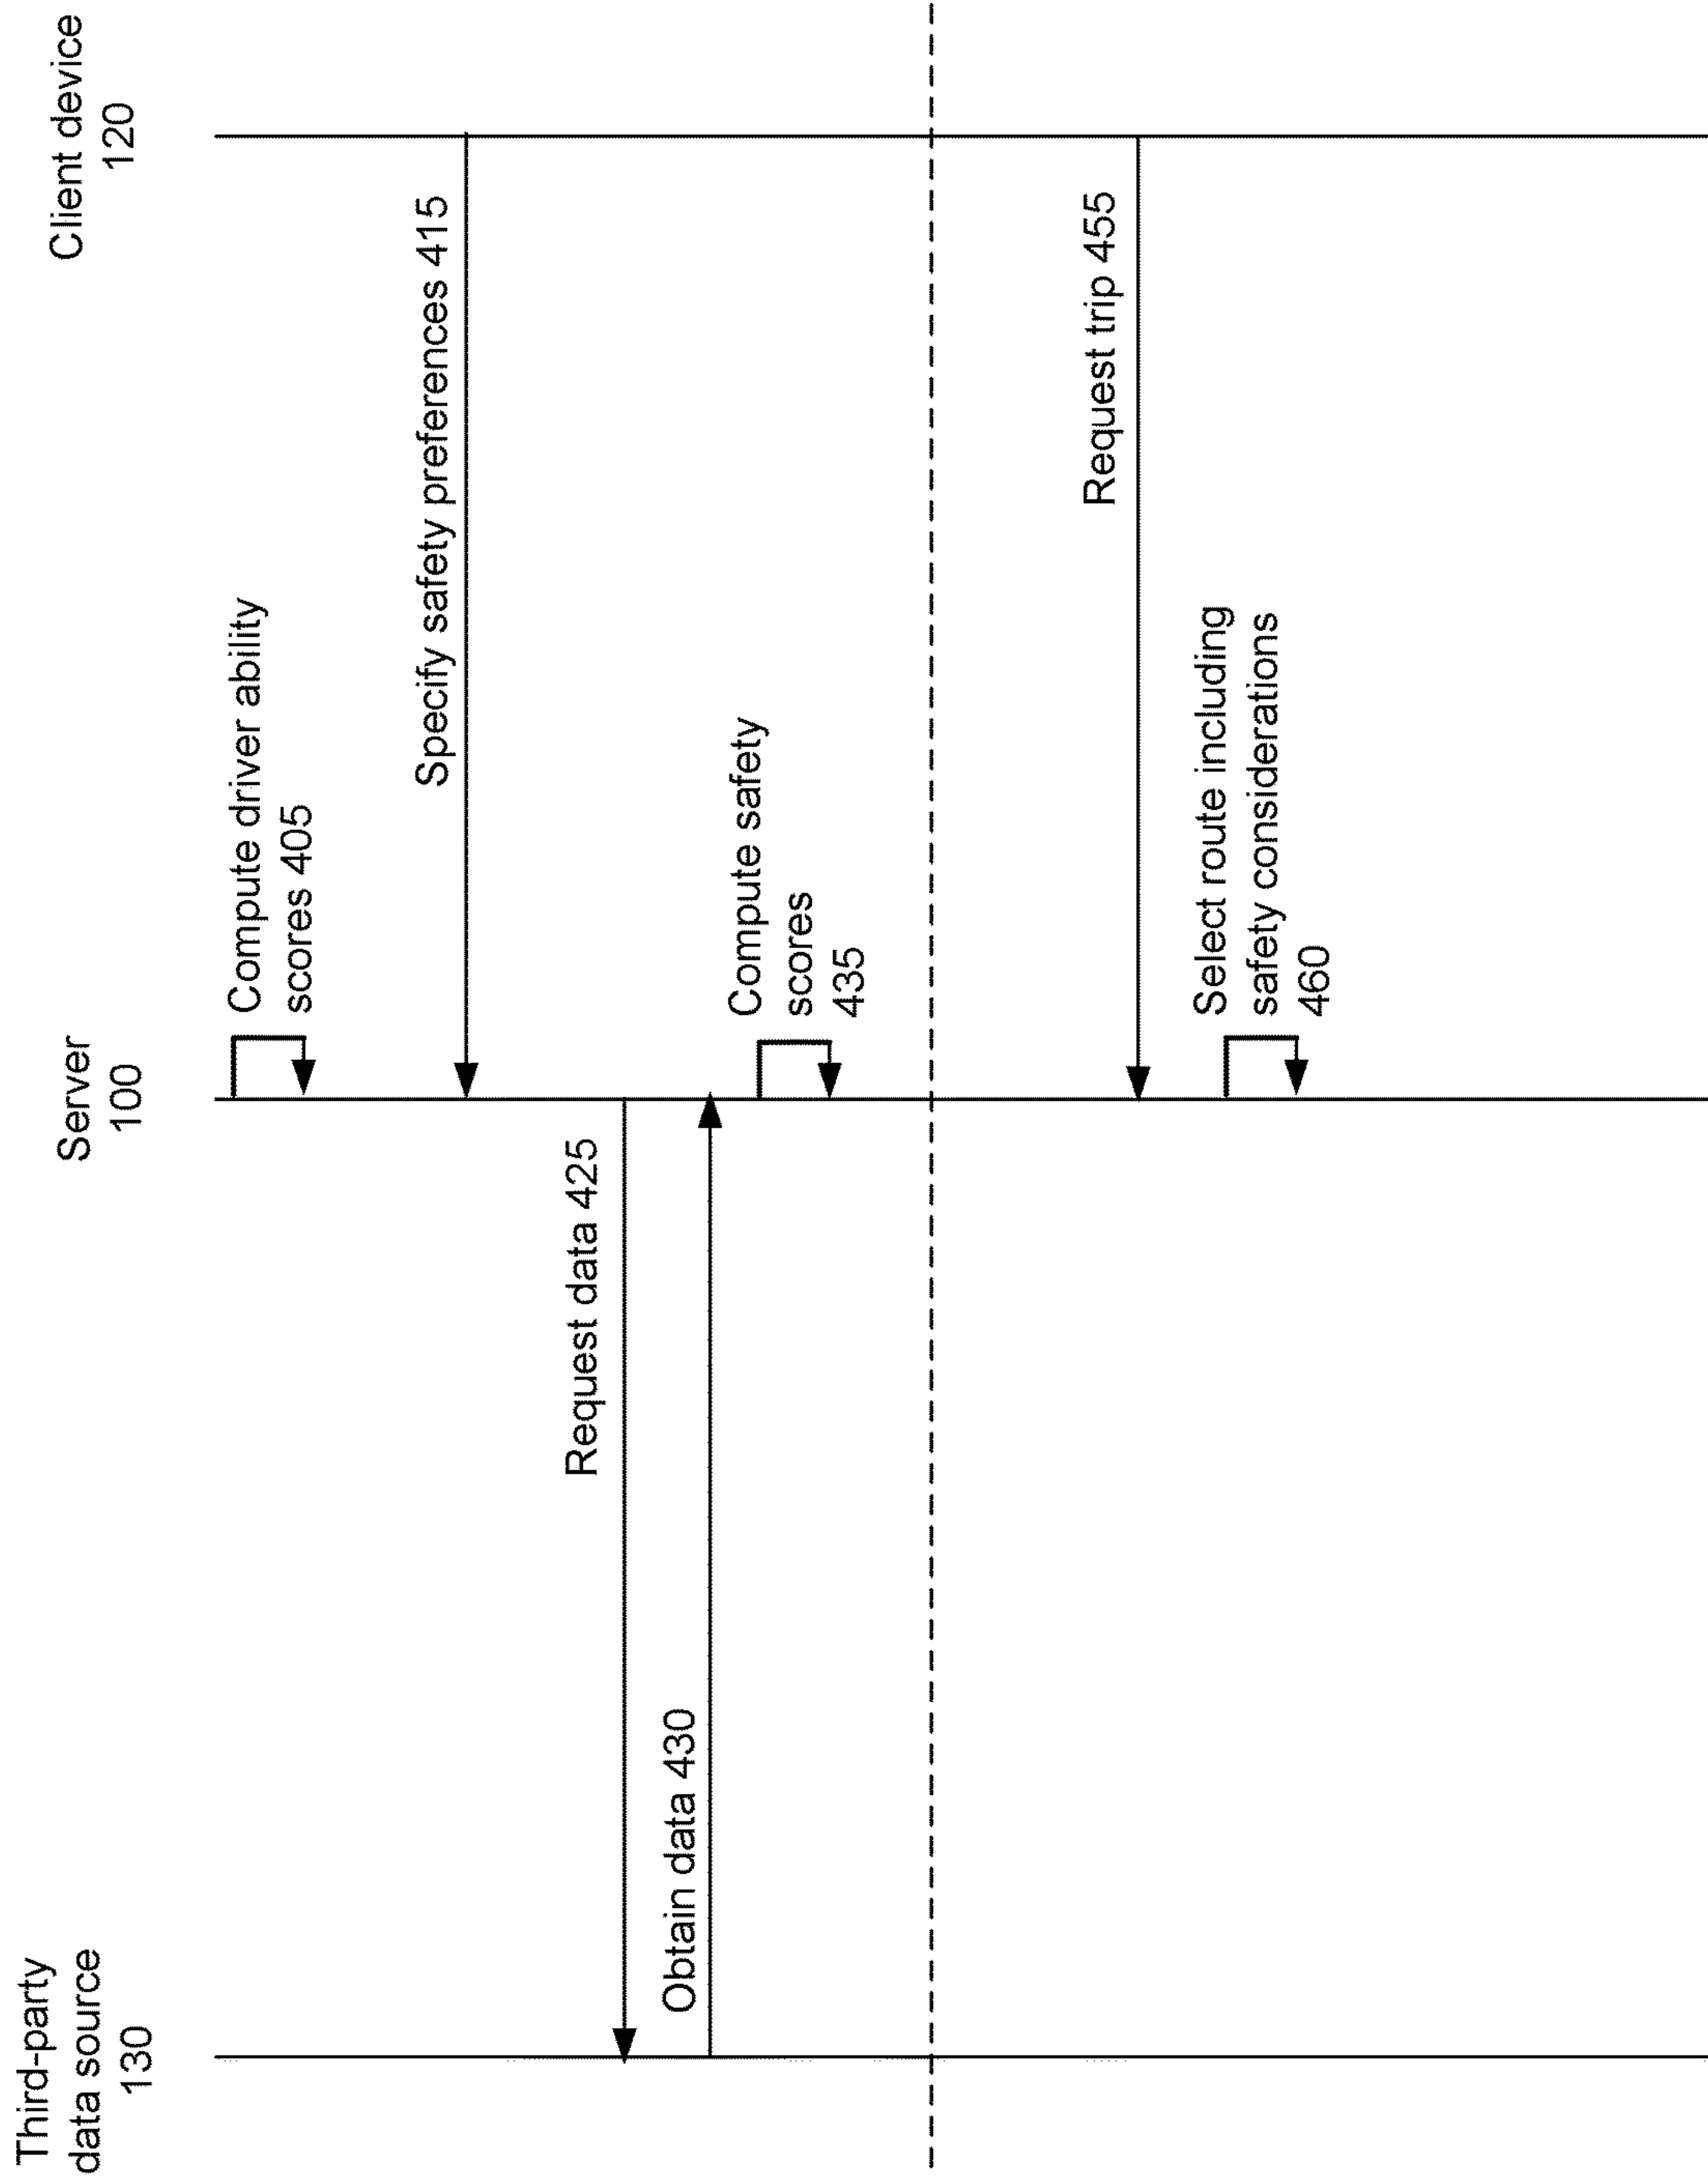 Third-party
data source
130
Server
100
Client device
120
Compute driver ability
scores 405
Specify safety preferences 415
Request data 425
Obtain data 430
Compute safety
scores
435
Request trip 455
Select route including
safety considerations
460